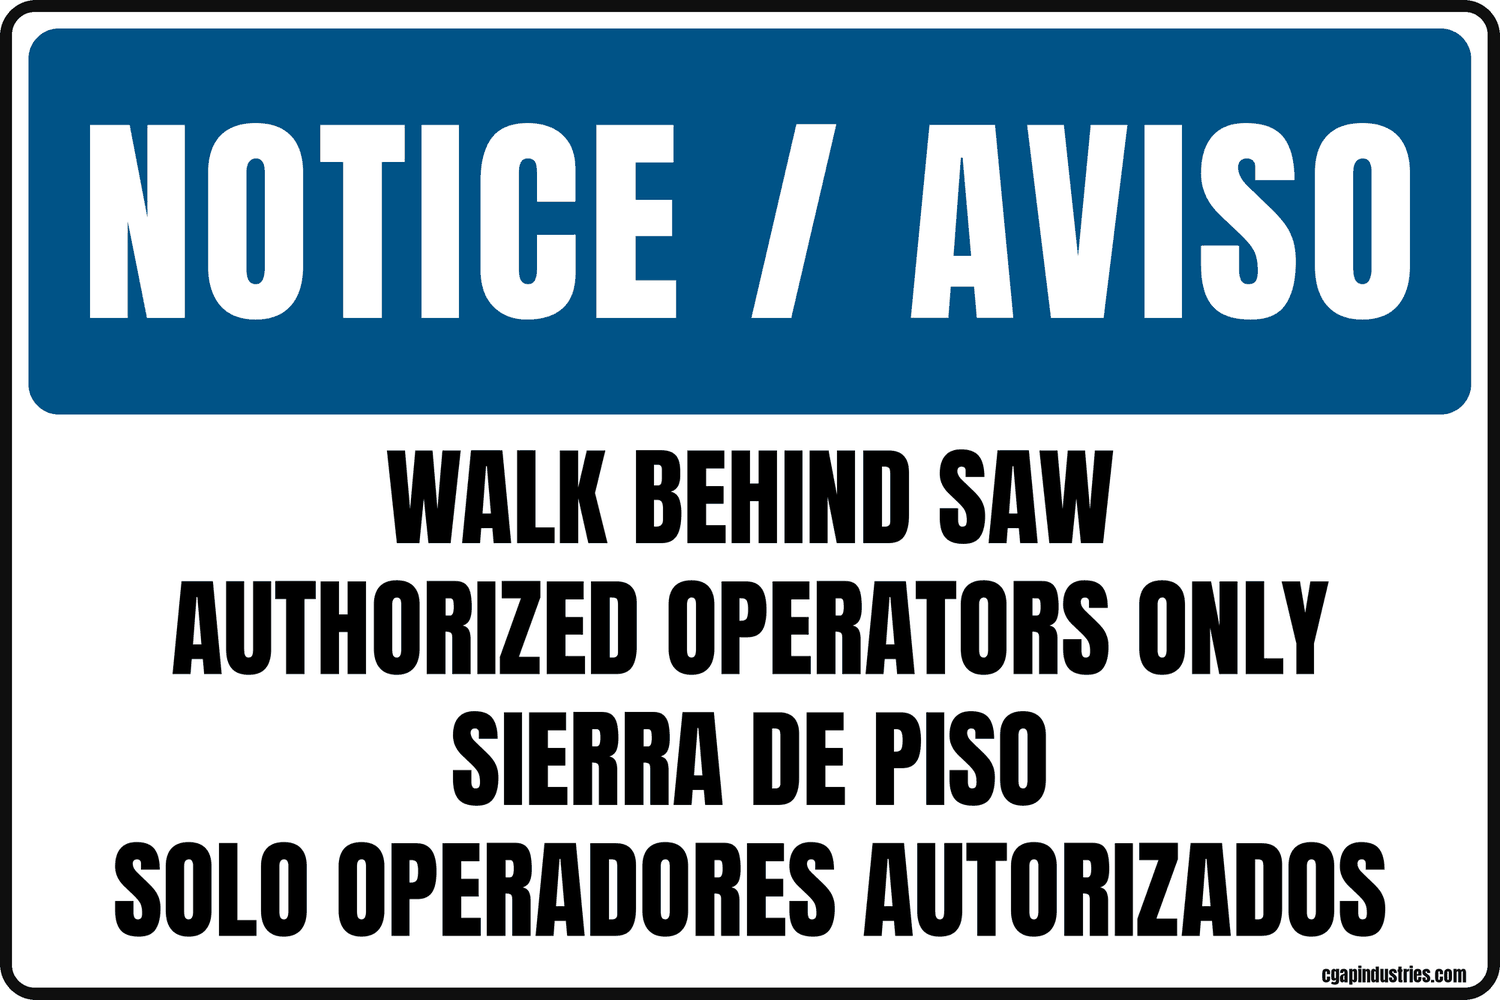 NOTICE / AVISO
WALK BEHIND SAW
AUTHORIZED OPERATORS ONLY
SIERRA DE PISO
SOLO OPERADORES AUTORIZADOS
cgapindustries.com